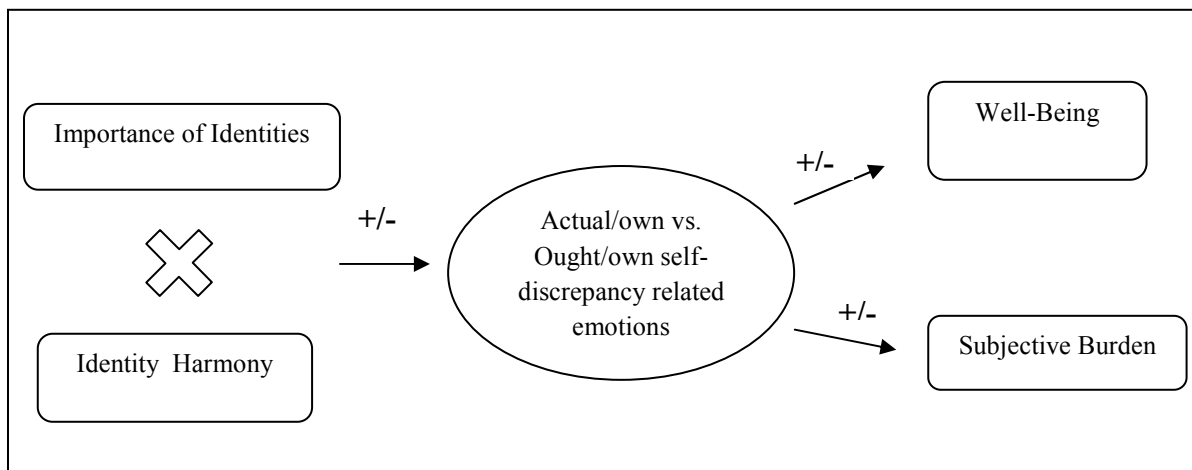 Importance of Identities
+/-
Identity Harmony
Actual/own vs.
Ought/own self-
discrepancy related
emotions
+/-
Well-Being
+/-
Subjective Burden